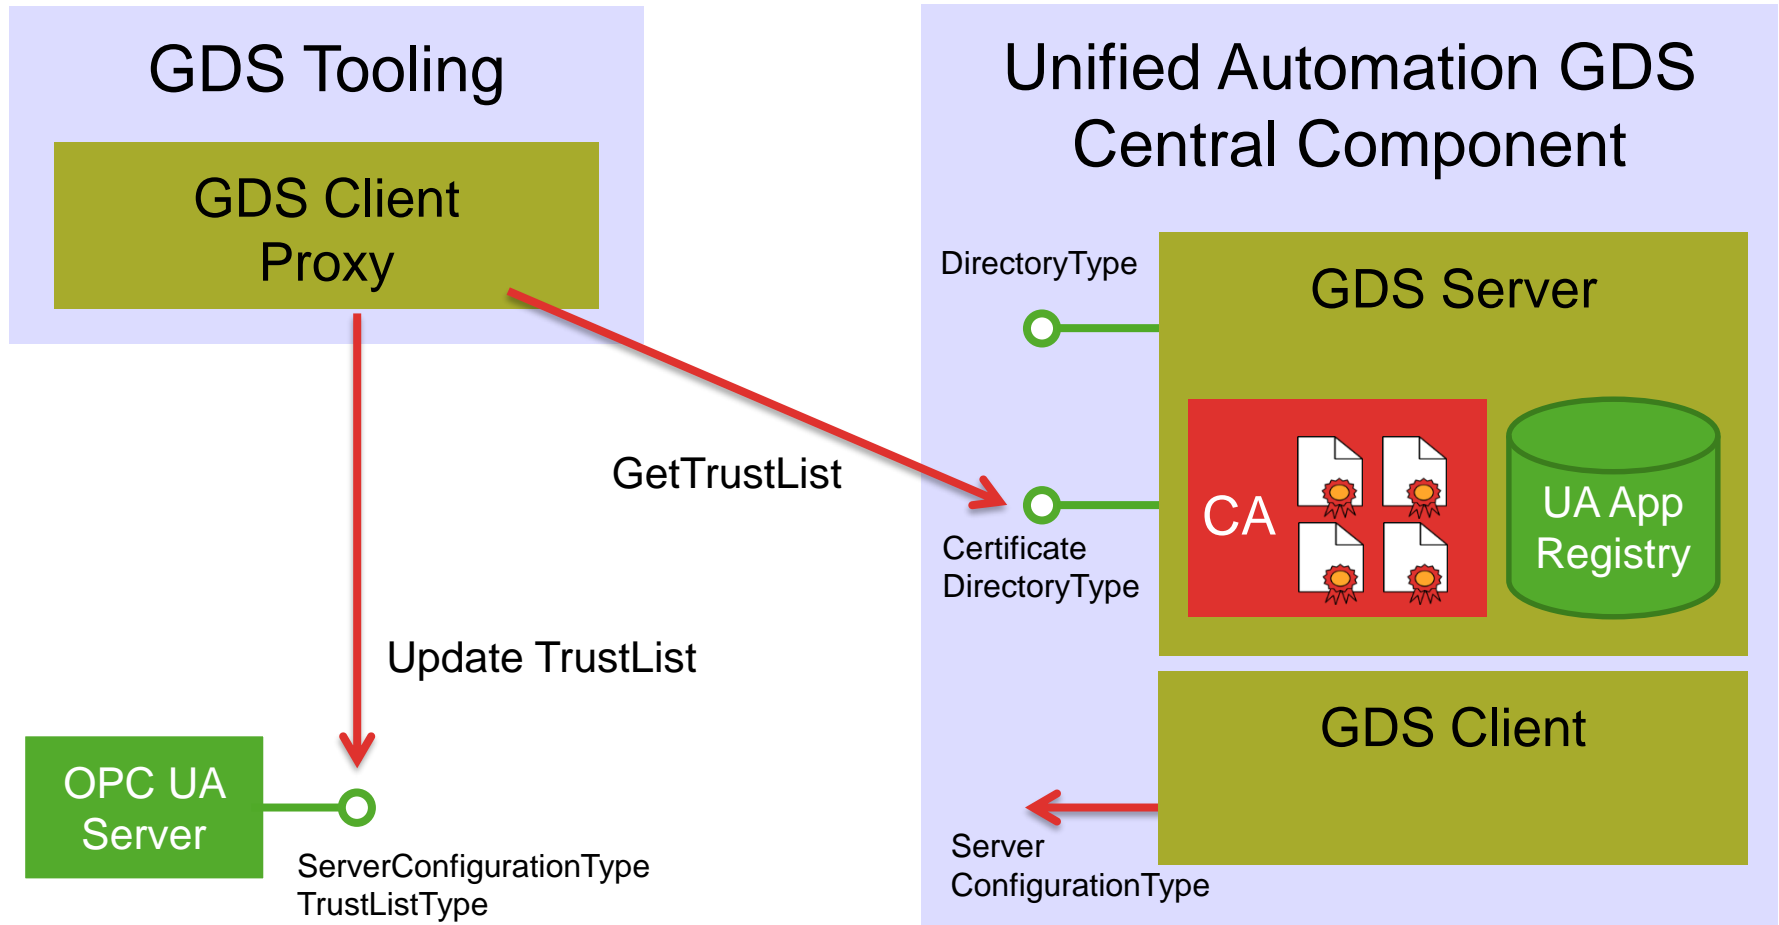 GDS Tooling
GDS Client
Proxy
Unified Automation GDS
Central Component
DirectoryType
GDS Server
GetTrustList
CA
UA App
Registry
Certificate
DirectoryType
Update TrustList
GDS Client
OPC UA
Server
ServerConfigurationType
TrustListType
Server
ConfigurationType